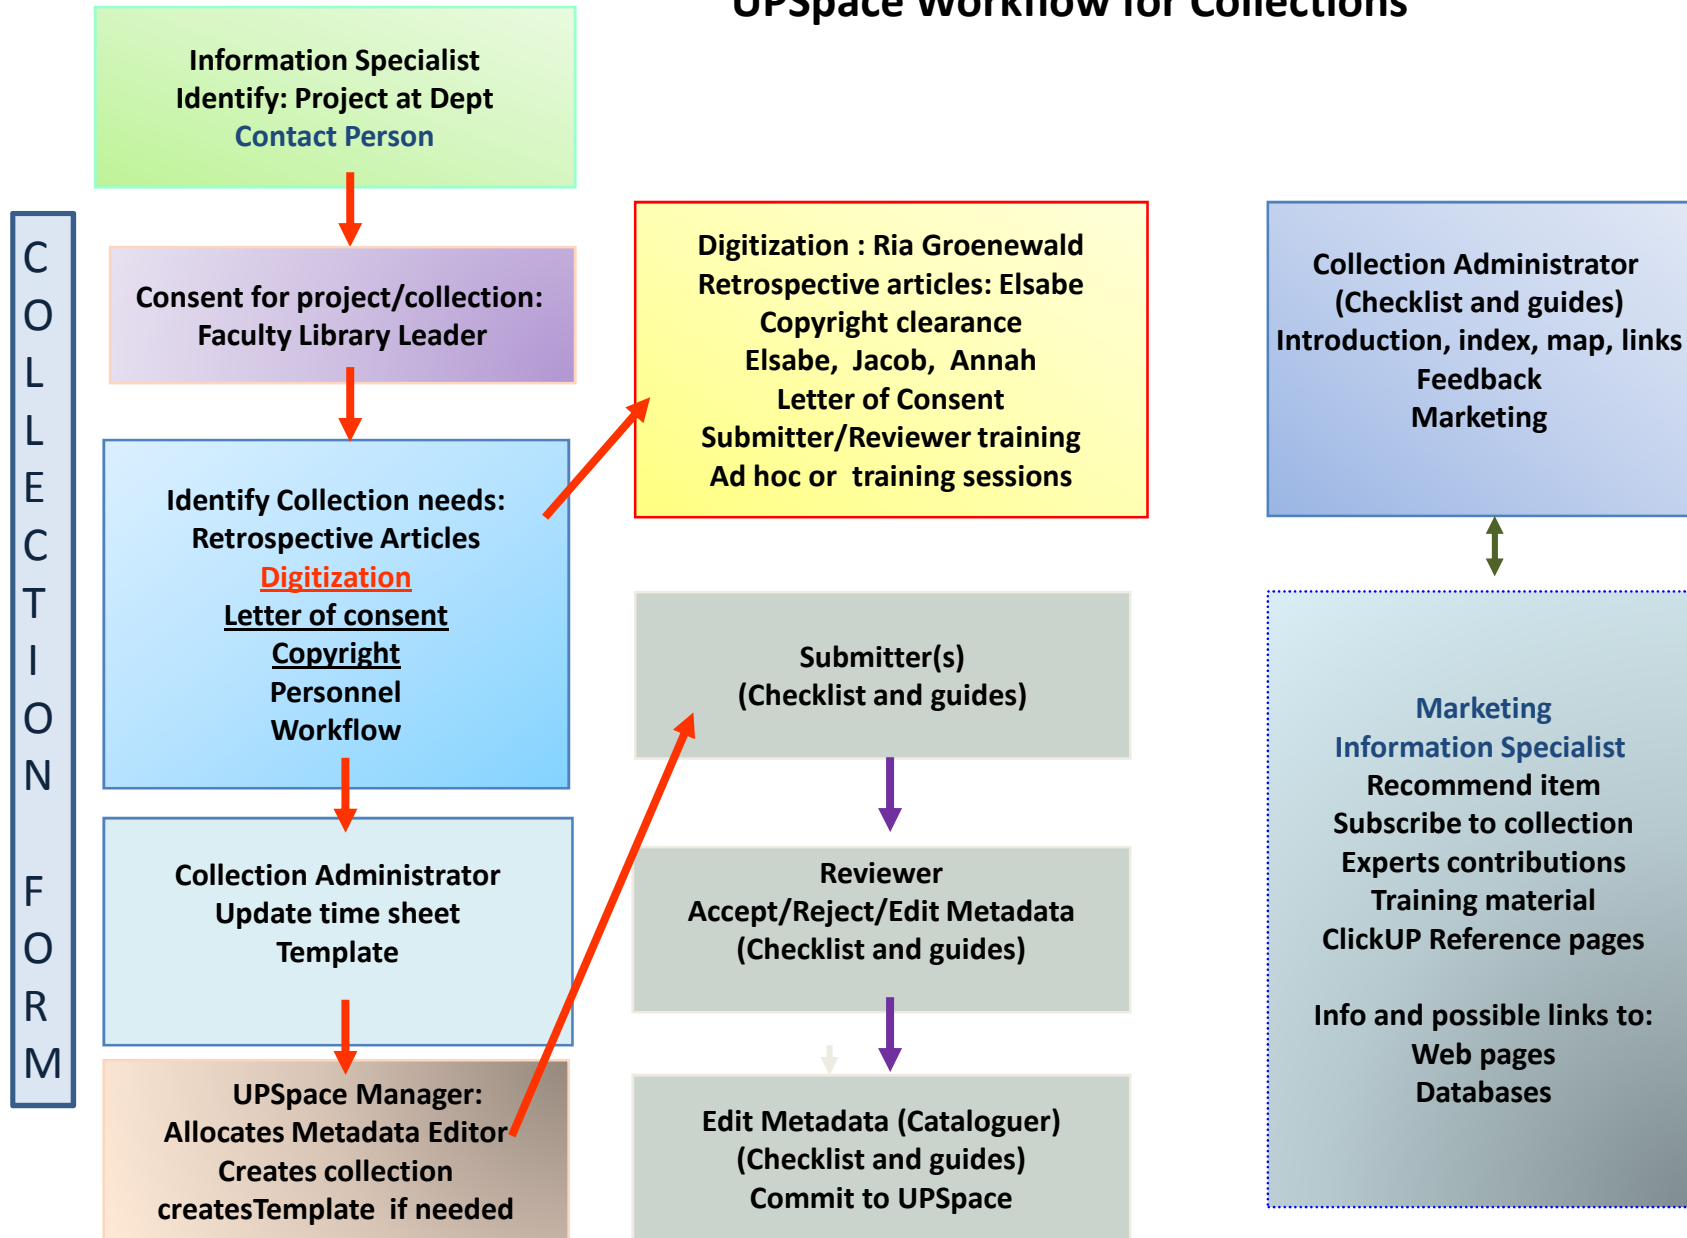 UPSpace Workflow for Collections
Information Specialist
Identify: Project at Dept
Contact Person
COLLECTION FORM
Consent for project/collection:
Faculty Library Leader
Identify Collection needs:
Retrospective Articles
Digitization
Letter of consent
Copyright
Personnel
Workflow
Collection Administrator
Update time sheet
Template
UPSpace Manager:
Allocates Metadata Editor
Creates collection
createsTemplate if needed
Digitization : Ria Groenewald
Retrospective articles: Elsabe
Copyright clearance
Elsabe, Jacob, Annah
Letter of Consent
Submitter/Reviewer training
Ad hoc or training sessions
Submitter(s)
(Checklist and guides)
Reviewer
Accept/Reject/Edit Metadata
(Checklist and guides)
Edit Metadata (Cataloguer)
(Checklist and guides)
Commit to UPSpace
Collection Administrator
(Checklist and guides)
Introduction, index, map, links
Feedback
Marketing
Marketing
Information Specialist
Recommend item
Subscribe to collection
Experts contributions
Training material
ClickUP Reference pages
Info and possible links to:
Web pages
Databases